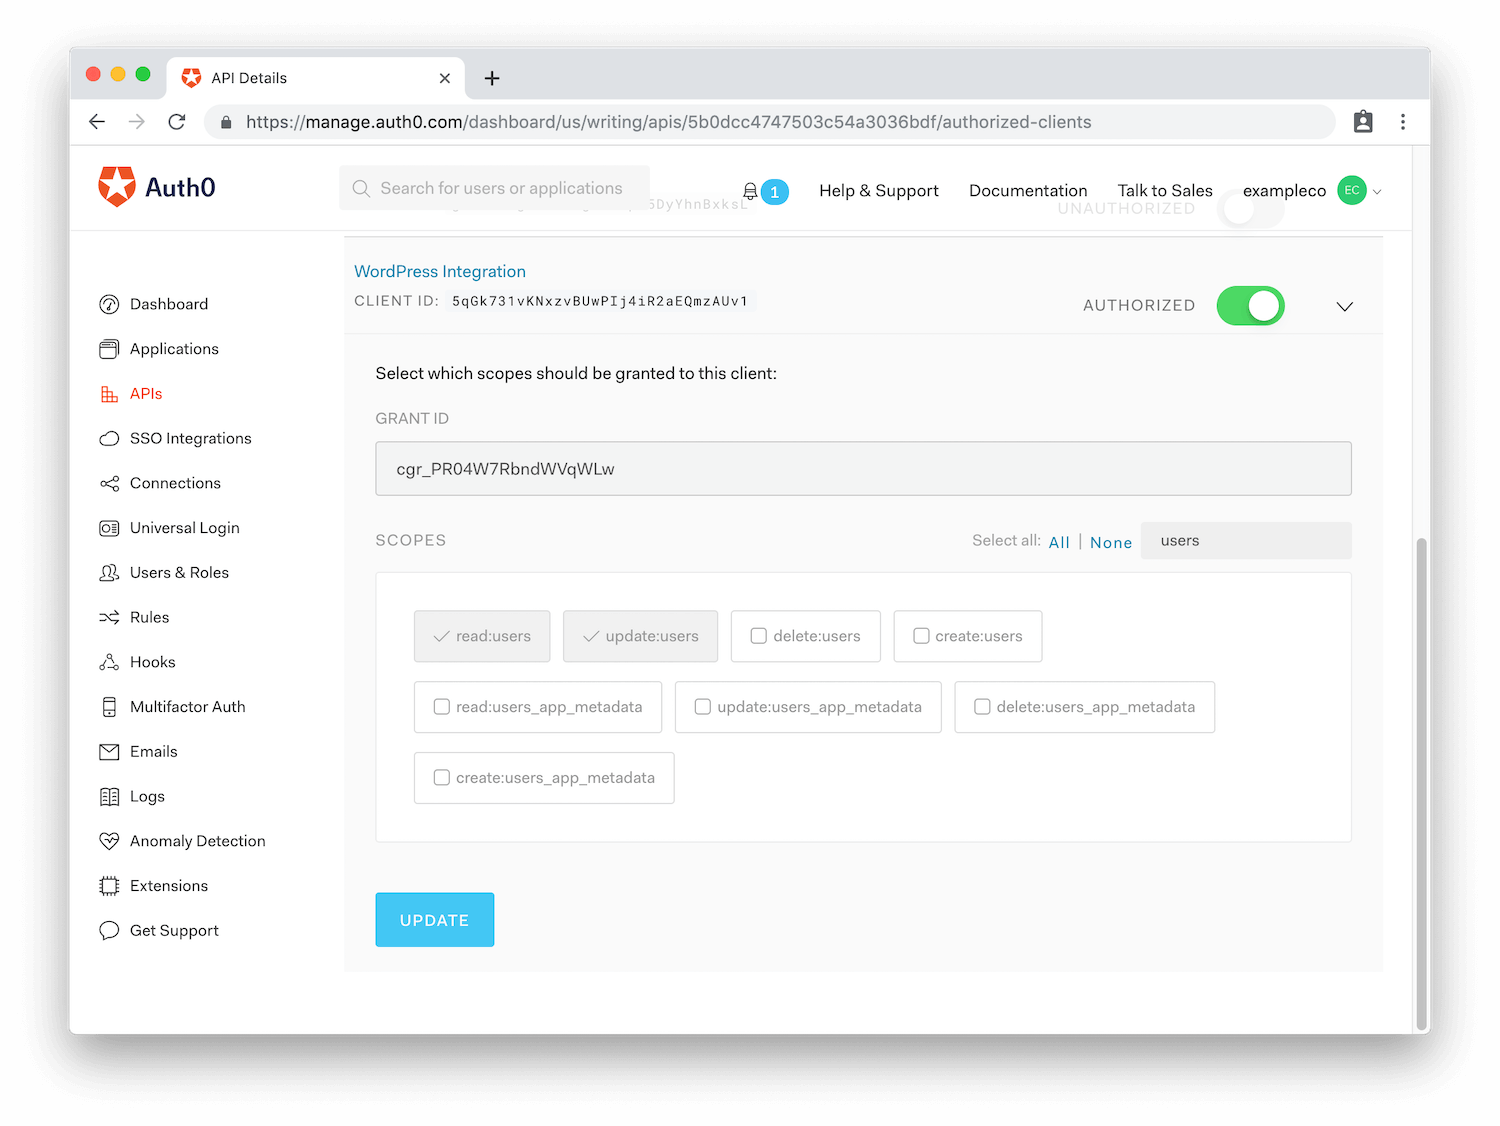 API Details
https://manage.auth0.com/dashboard/us/writing/apis/5b0dcc4747503c54a3036bdf/authorized-clients
Auth0
Search for users or applications
1
Help & Support
Documentation
Talk to Sales
exampleco
EC
5DyYhnBxksL
UNAUTHORIZED
Dashboard
Applications
APIs
SSO Integrations
Connections
Universal Login
Users & Roles
Rules
Hooks
Multifactor Auth
Emails
Logs
Anomaly Detection
Extensions
Get Support
WordPress Integration
CLIENT ID: 5qGk731vKNxzvBUwPIj4iR2aEQmzAUv1
AUTHORIZED
Select which scopes should be granted to this client:
GRANT ID
cgr_PR04W7RbndWVqWLw
SCOPES
Select all: All | None
users
read:users
update:users
delete:users
create:users
read:users_app_metadata
update:users_app_metadata
delete:users_app_metadata
create:users_app_metadata
UPDATE